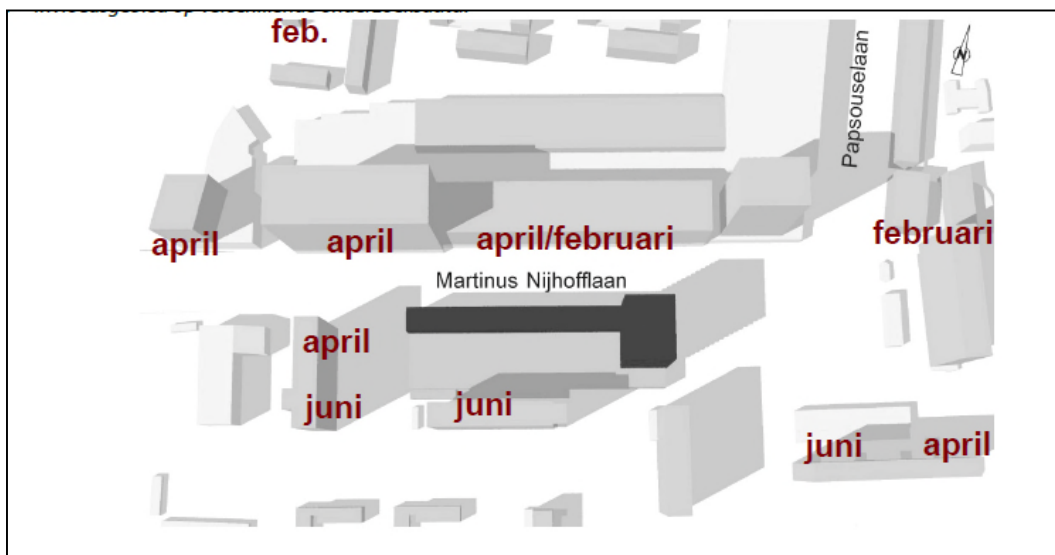 feb.
Papsouselaan
N
april
april
april/februari
februari
Martinus Nijhofflaan
april
juni
juni
juni
april